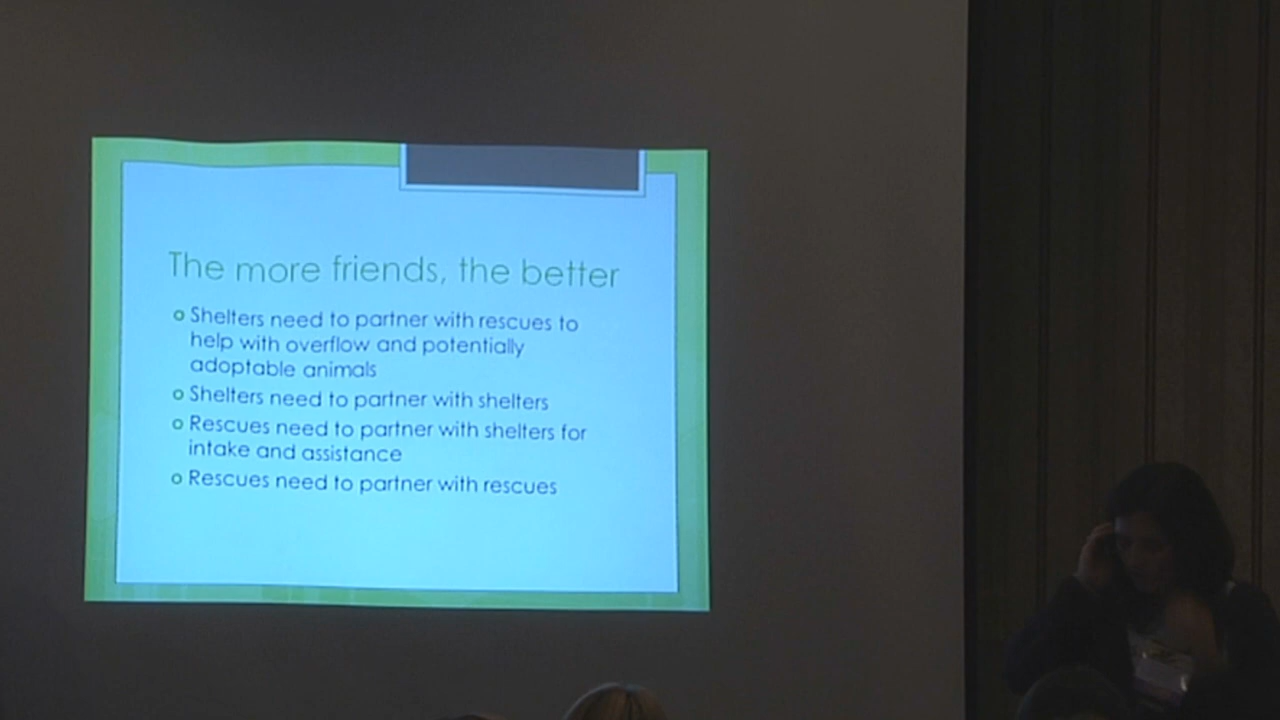 The more friends, the better
o Shelters need to partner with rescues to
help with overflow and potentially
adoptable animals
o Shelters need to partner with shelters
o Rescues need to partner with shelters for
intake and assistance
o Rescues need to partner with rescues